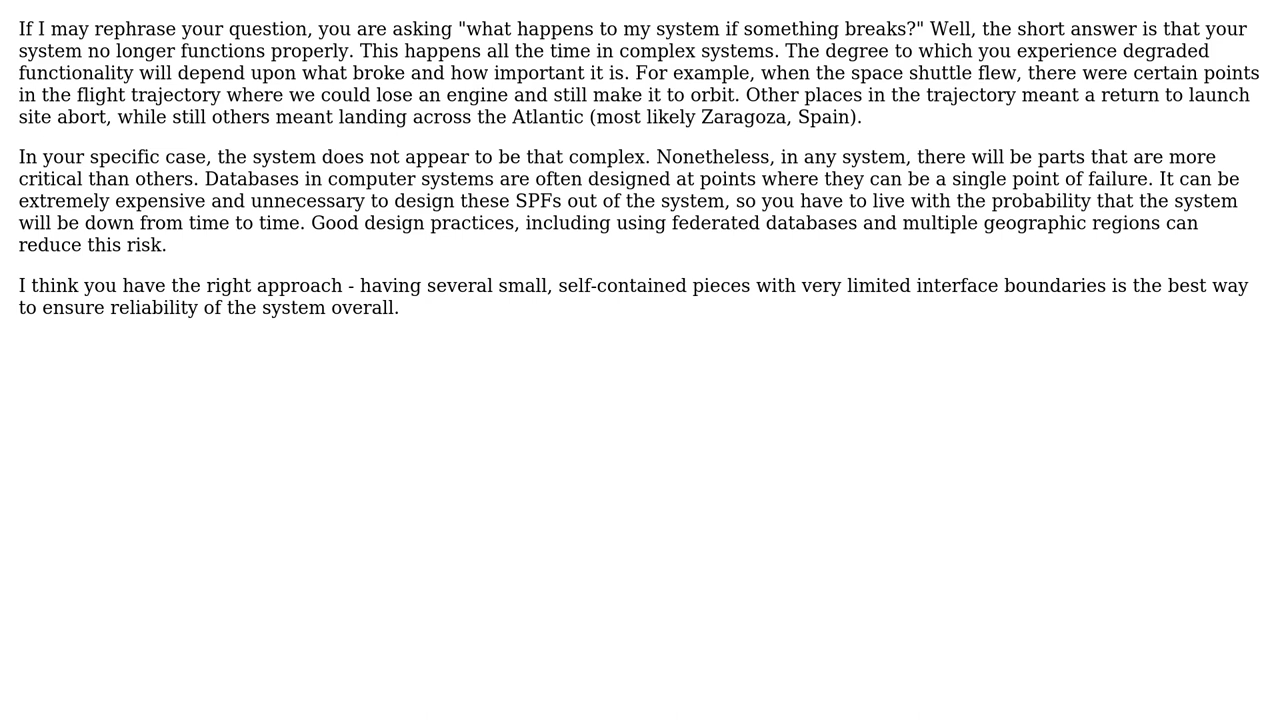 If I may rephrase your question, you are asking "what happens to my system if something breaks?" Well, the short answer is that your
system no longer functions properly. This happens all the time in complex systems. The degree to which you experience degraded
functionality will depend upon what broke and how important it is. For example, when the space shuttle flew, there were certain points
in the flight trajectory where we could lose an engine and still make it to orbit. Other places in the trajectory meant a return to launch
site abort, while still others meant landing across the Atlantic (most likely Zaragoza, Spain).
In your specific case, the system does not appear to be that complex. Nonetheless, in any system, there will be parts that are more
critical than others. Databases in computer systems are often designed at points where they can be a single point of failure. It can be
extremely expensive and unnecessary to design these SPFs out of the system, so you have to live with the probability that the system
will be down from time to time. Good design practices, including using federated databases and multiple geographic regions can
reduce this risk.
I think you have the right approach - having several small, self-contained pieces with very limited interface boundaries is the best way
to ensure reliability of the system overall.